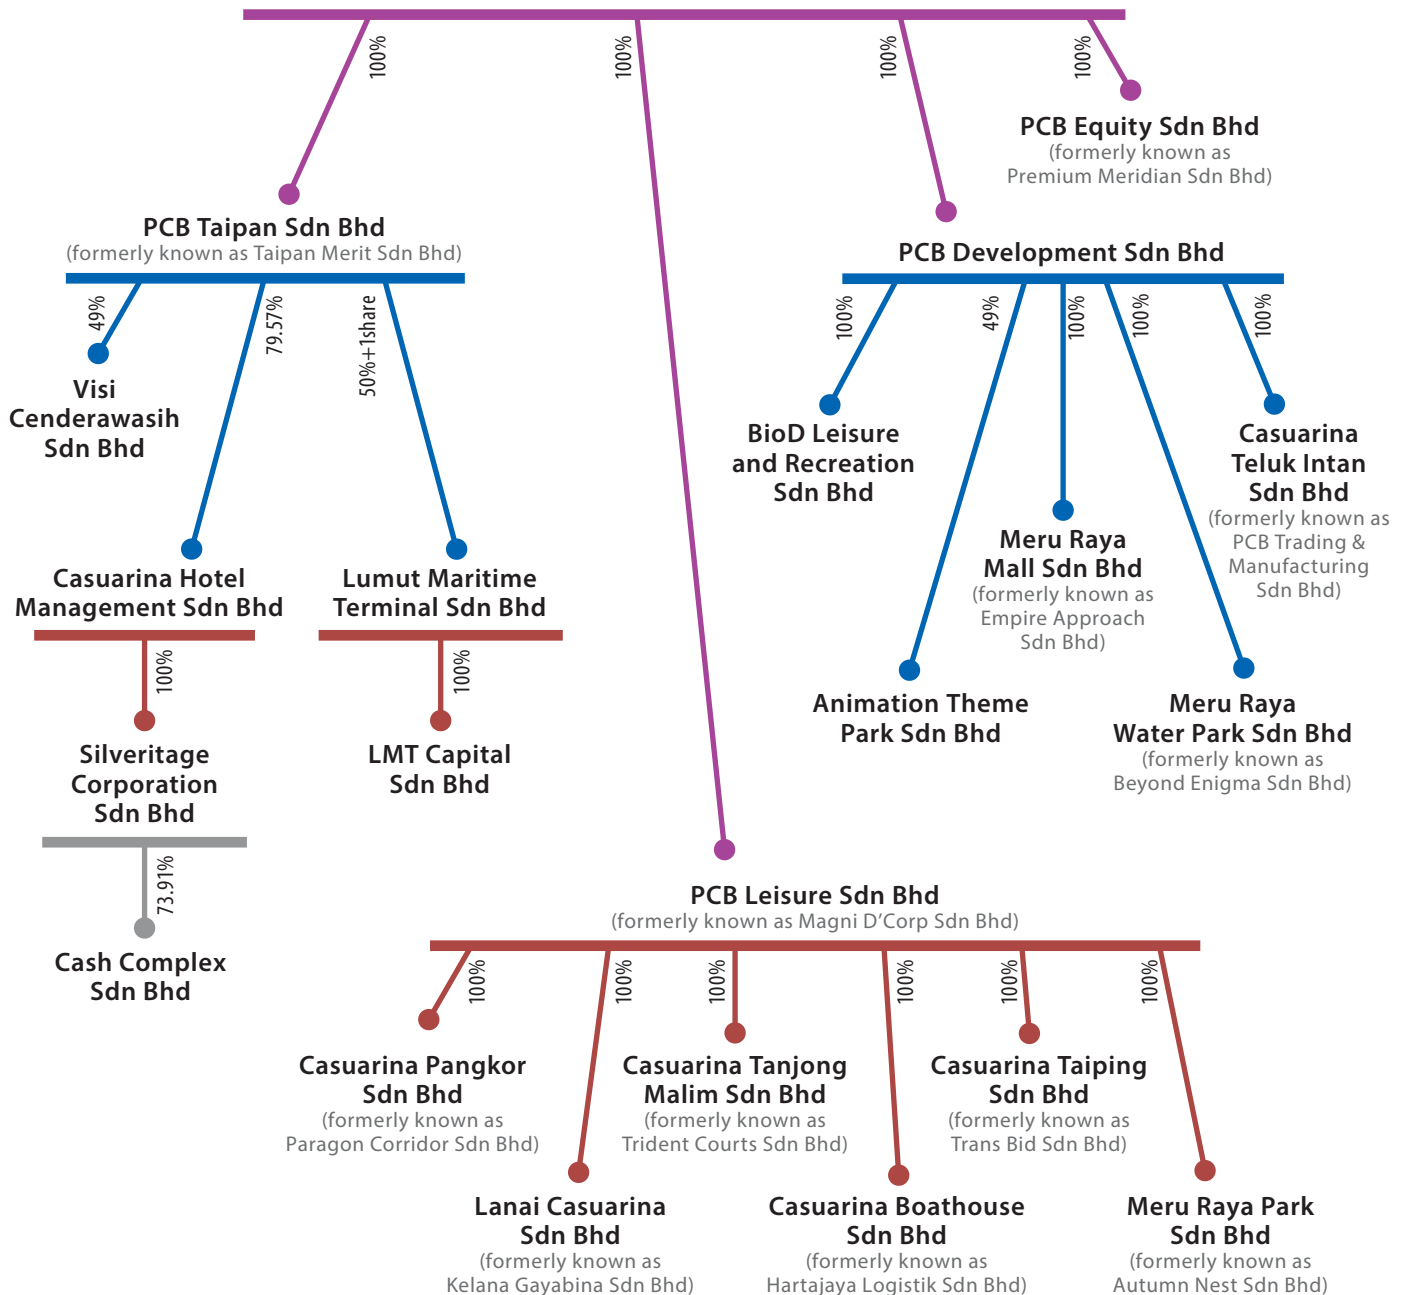 100%
100%
100%
100%
PCB Equity Sdn Bhd
(formerly known as
Premium Meridian Sdn Bhd)
PCB Taipan Sdn Bhd
(formerly known as Taipan Merit Sdn Bhd)
49%
79.57%
50%+1share
Visi
Cenderawasih
Sdn Bhd
Casuarina Hotel
Management Sdn Bhd
Lumut Maritime
Terminal Sdn Bhd
100%
100%
Silveritage
Corporation
Sdn Bhd
LMT Capital
Sdn Bhd
73.91%
Cash Complex
Sdn Bhd
PCB Development Sdn Bhd
100%
49%
100%
100%
100%
BioD Leisure
and Recreation
Sdn Bhd
Casuarina
Teluk Intan
Sdn Bhd
(formerly known as
PCB Trading &
Manufacturing
Sdn Bhd)
Meru Raya
Mall Sdn Bhd
(formerly known as
Empire Approach
Sdn Bhd)
Animation Theme
Park Sdn Bhd
Meru Raya
Water Park Sdn Bhd
(formerly known as
Beyond Enigma Sdn Bhd)
PCB Leisure Sdn Bhd
(formerly known as Magni D’Corp Sdn Bhd)
100%
100%
100%
100%
100%
100%
Casuarina Pangkor
Sdn Bhd
(formerly known as
Paragon Corridor Sdn Bhd)
Casuarina Tanjong
Malim Sdn Bhd
(formerly known as
Trident Courts Sdn Bhd)
Casuarina Taiping
Sdn Bhd
(formerly known as
Trans Bid Sdn Bhd)
Lanai Casuarina
Sdn Bhd
(formerly known as
Kelana Gayabina Sdn Bhd)
Casuarina Boathouse
Sdn Bhd
(formerly known as
Hartajaya Logistik Sdn Bhd)
Meru Raya Park
Sdn Bhd
(formerly known as
Autumn Nest Sdn Bhd)